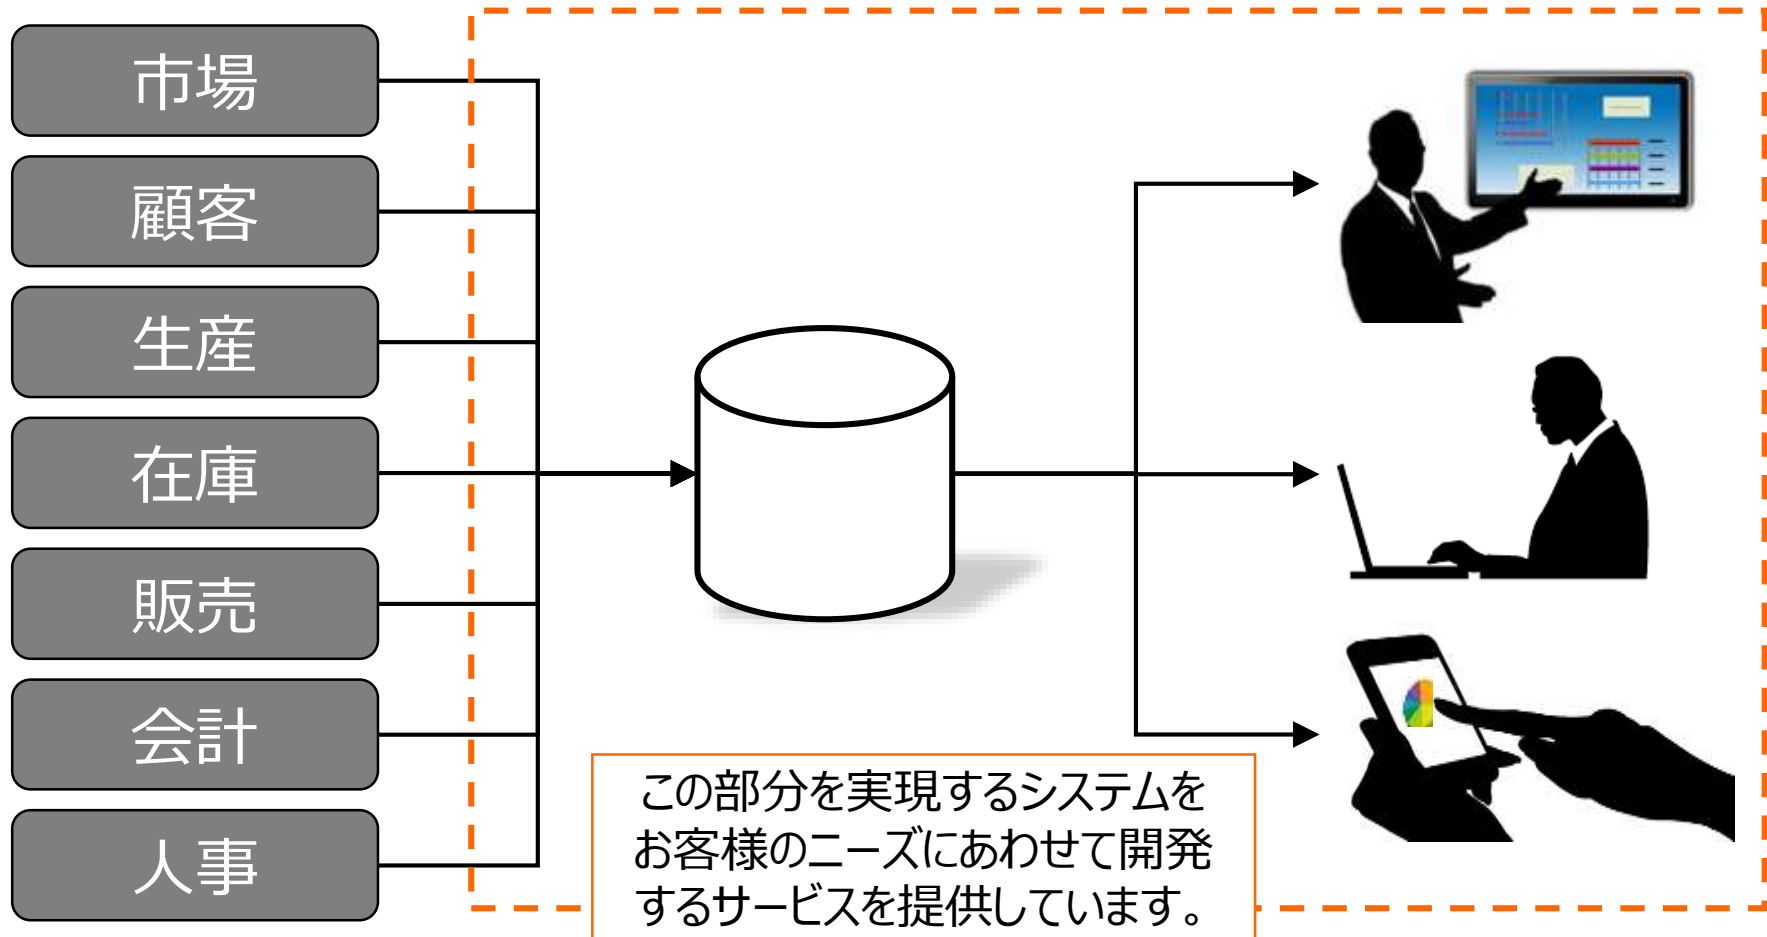 市場
顧客
生産
在庫
販売
会計
人事
この部分を実現するシステムを
お客様のニーズにあわせて開発
するサービスを提供しています。